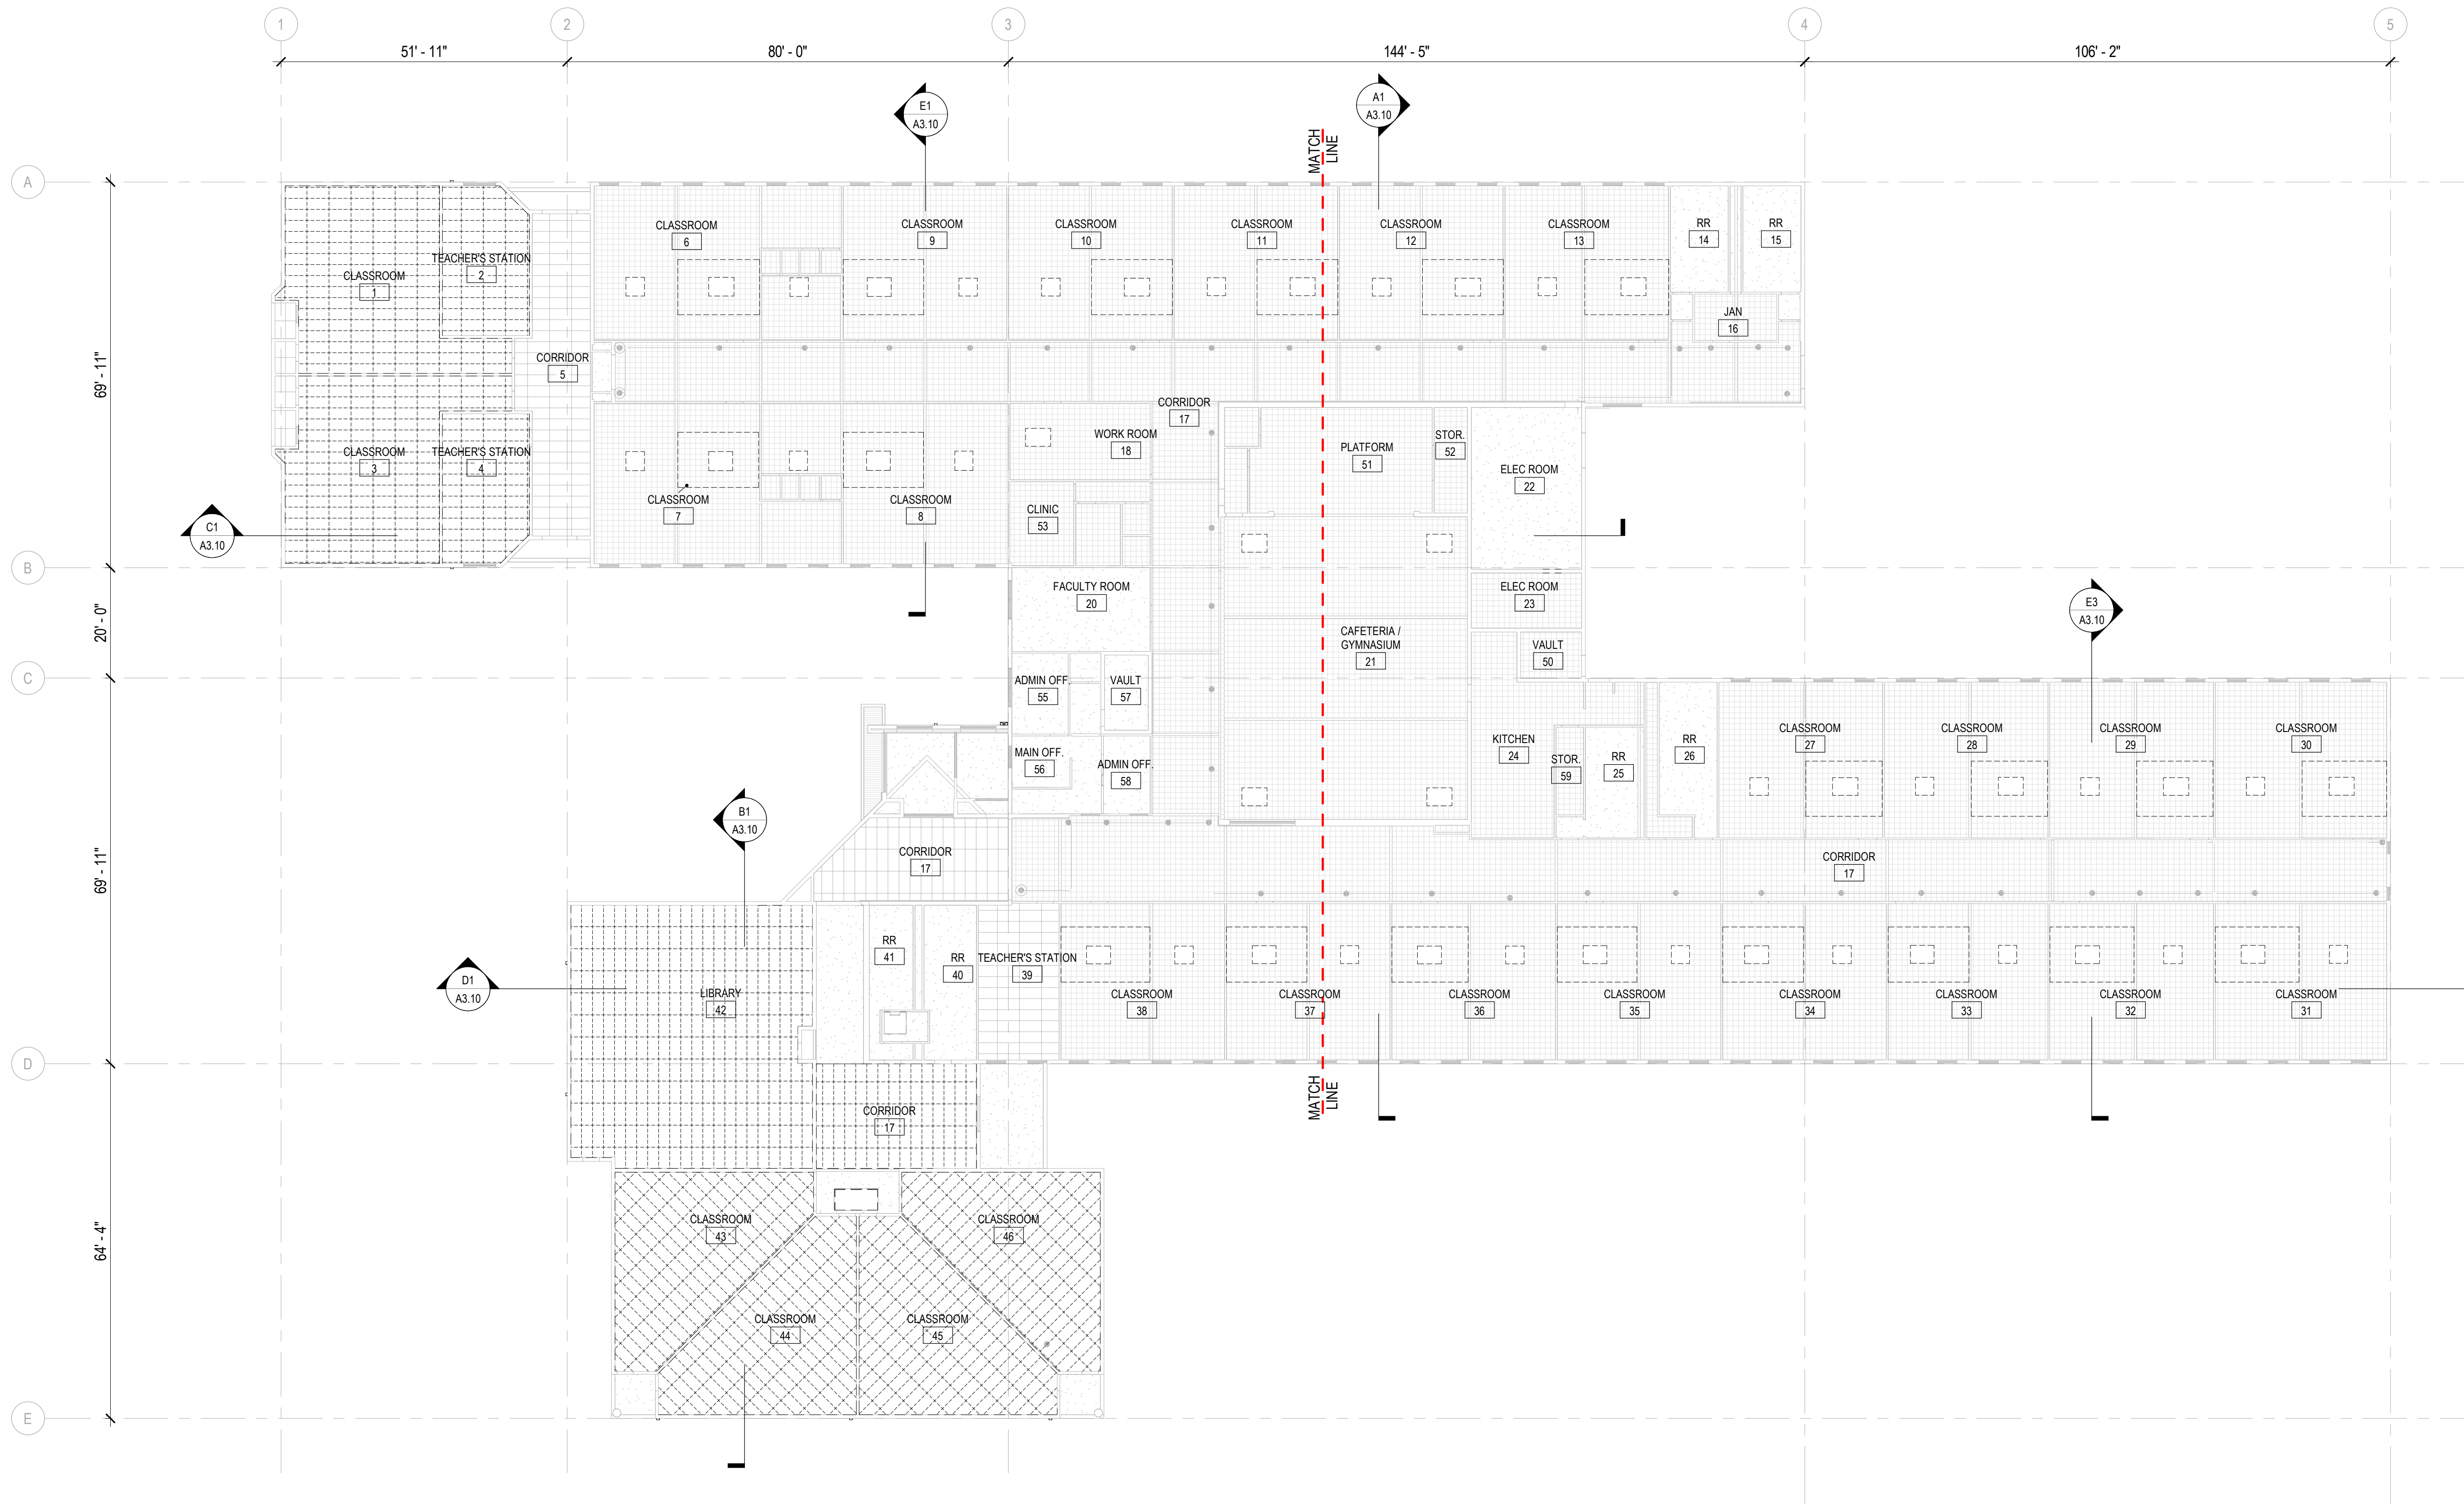 1
2
3
4
5
51' - 11"
80' - 0"
144' - 5"
106' - 2"
E1
A3.10
A1
A3.10
MATCH
LINE
A
CLASSROOM
6
CLASSROOM
9
CLASSROOM
10
CLASSROOM
11
CLASSROOM
12
CLASSROOM
13
RR
14
RR
15
TEACHER'S STATION
2
CLASSROOM
1
JAN
16
69' - 11"
CORRIDOR
5
CORRIDOR
17
WORK ROOM
18
PLATFORM
51
STOR.
52
CLASSROOM
3
TEACHER'S STATION
4
ELEC ROOM
22
CLASSROOM
7
CLASSROOM
8
CLINIC
53
C1
A3.10
B
FACULTY ROOM
20
ELEC ROOM
23
E3
A3.10
20' - 0"
CAFETERIA /
GYMNASIUM
21
VAULT
50
C
ADMIN OFF.
55
VAULT
57
MAIN OFF.
56
ADMIN OFF.
58
KITCHEN
24
STOR.
59
RR
25
RR
26
CLASSROOM
27
CLASSROOM
28
CLASSROOM
29
CLASSROOM
30
B1
A3.10
69' - 11"
CORRIDOR
17
CORRIDOR
17
RR
41
RR
40
TEACHER'S STATION
39
D1
A3.10
LIBRARY
42
CLASSROOM
38
CLASSROOM
37
CLASSROOM
36
CLASSROOM
35
CLASSROOM
34
CLASSROOM
33
CLASSROOM
32
CLASSROOM
31
D
MATCH
LINE
CORRIDOR
17
64' - 4"
CLASSROOM
43
CLASSROOM
46
CLASSROOM
44
CLASSROOM
45
E